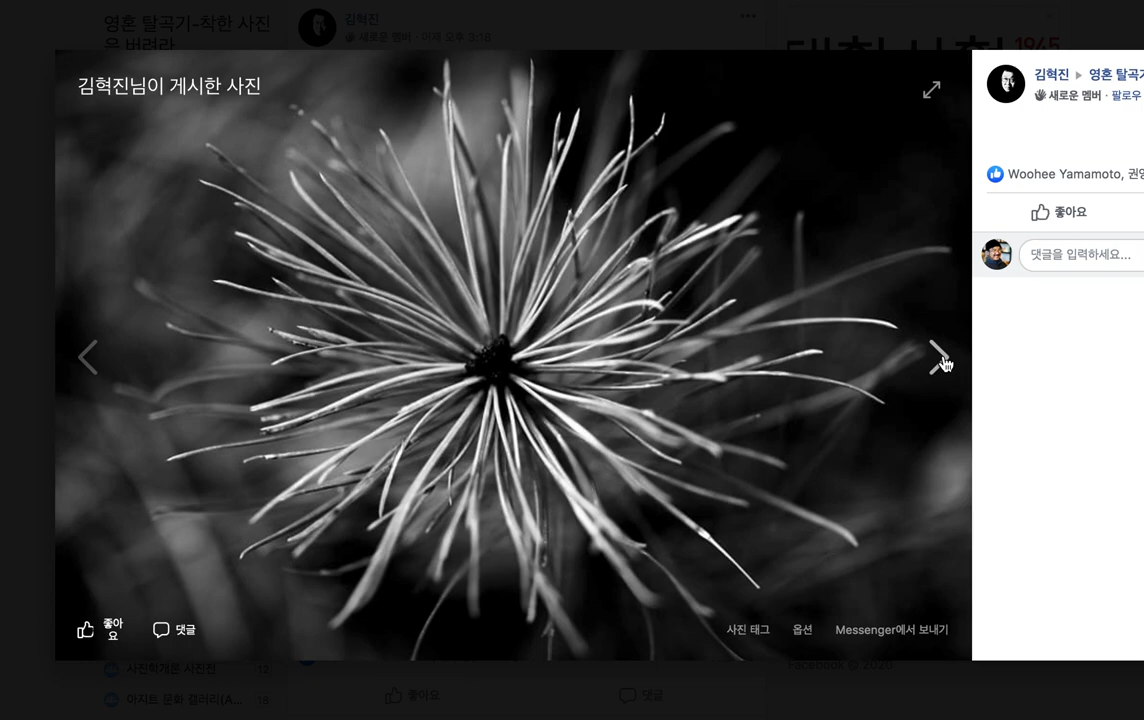 영혼 탈곡기-착한 사진
을 버려라
김혁진
새로운 멤버 · 어제 오후 3:18
1945
김혁진님이 게시한 사진
김혁진 ▶ 영혼 탈곡기
새로운 멤버 · 팔로우
Woohee Yamamoto, 권영
좋아요
댓글을 입력하세요...
좋아
요
댓글
사진 태그
옵션
Messenger에서 보내기
사진학개론 사진전 12
아지트 문화 갤러리(A... 18
좋아요
댓글
Facebook © 2020